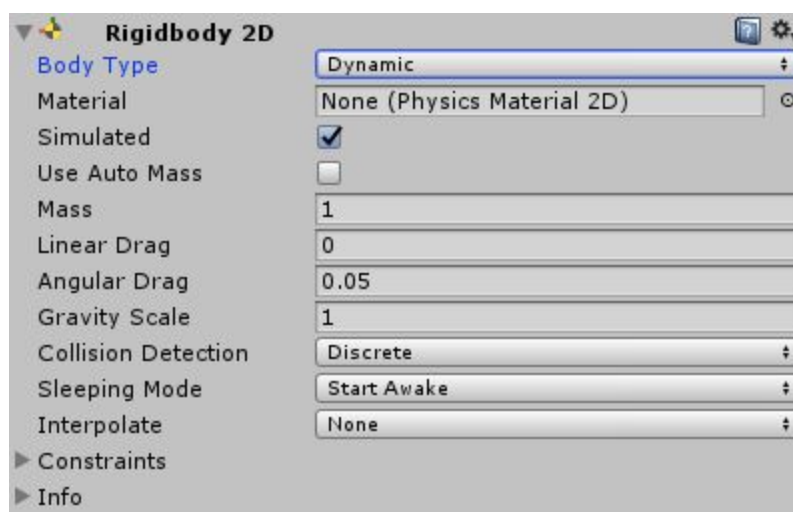 Rigidbody 2D
Body Type Dynamic
Material None (Physics Material 2D)
Simulated
Use Auto Mass
Mass 1
Linear Drag 0
Angular Drag 0.05
Gravity Scale 1
Collision Detection Discrete
Sleeping Mode Start Awake
Interpolate None
Constraints
Info